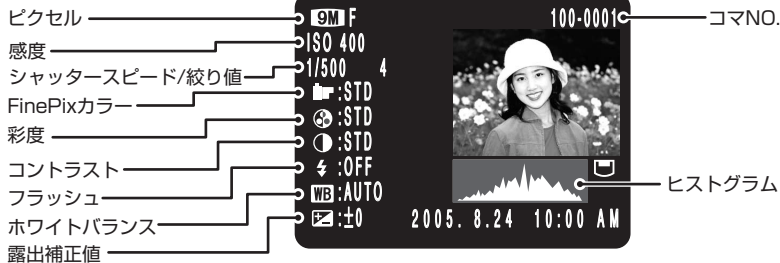 ピクセル
感度
シャッタースピード/絞り値
FinePixカラー
彩度
コントラスト
フラッシュ
ホワイトバランス
露出補正値
9M F
100-0001
ISO 400
1/500 4
:STD
:STD
:STD
:OFF
WB :AUTO
:±0
2005. 8.24 10:00 AM
コマNO.
ヒストグラム